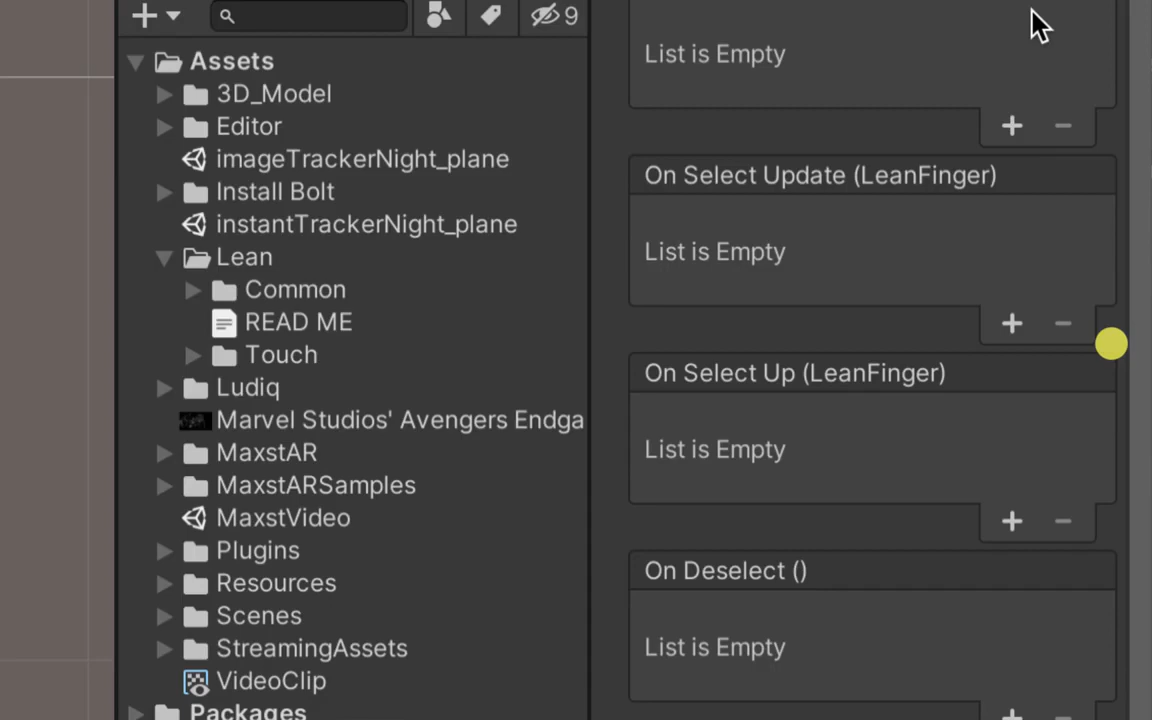 9
Assets
3D_Model
Editor
imageTrackerNight_plane
Install Bolt
instantTrackerNight_plane
Lean
Common
READ ME
Touch
Ludiq
Marvel Studios' Avengers Endga
MaxstAR
MaxstARSamples
MaxstVideo
Plugins
Resources
Scenes
StreamingAssets
VideoClip
Packages
List is Empty
On Select Update (LeanFinger)
List is Empty
On Select Up (LeanFinger)
List is Empty
On Deselect ()
List is Empty